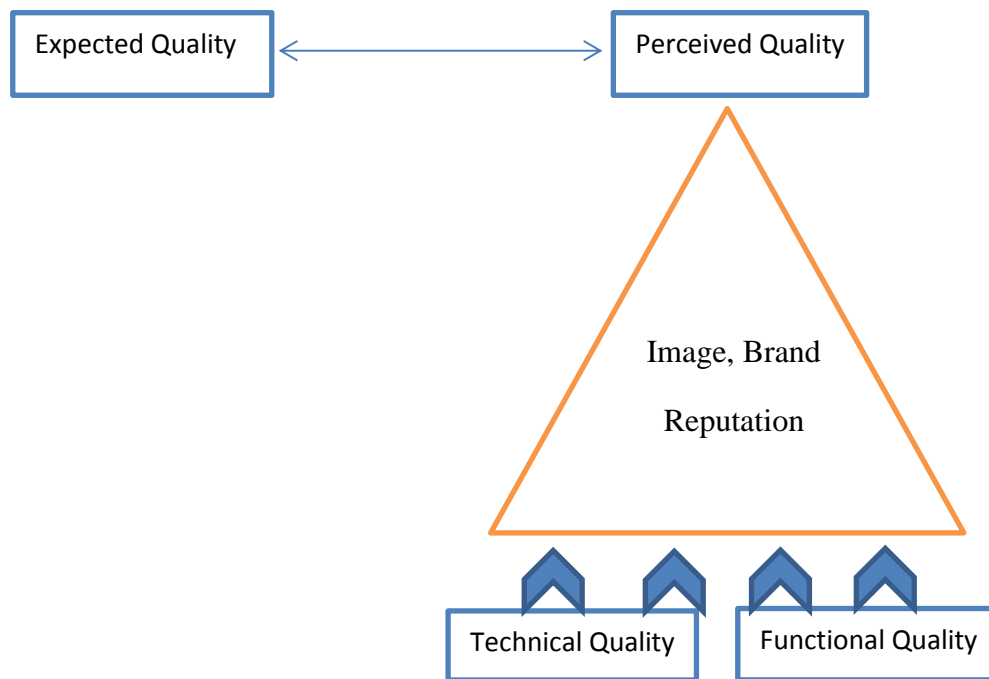 Expected Quality
Perceived Quality
Image, Brand
Reputation
Technical Quality
Functional Quality